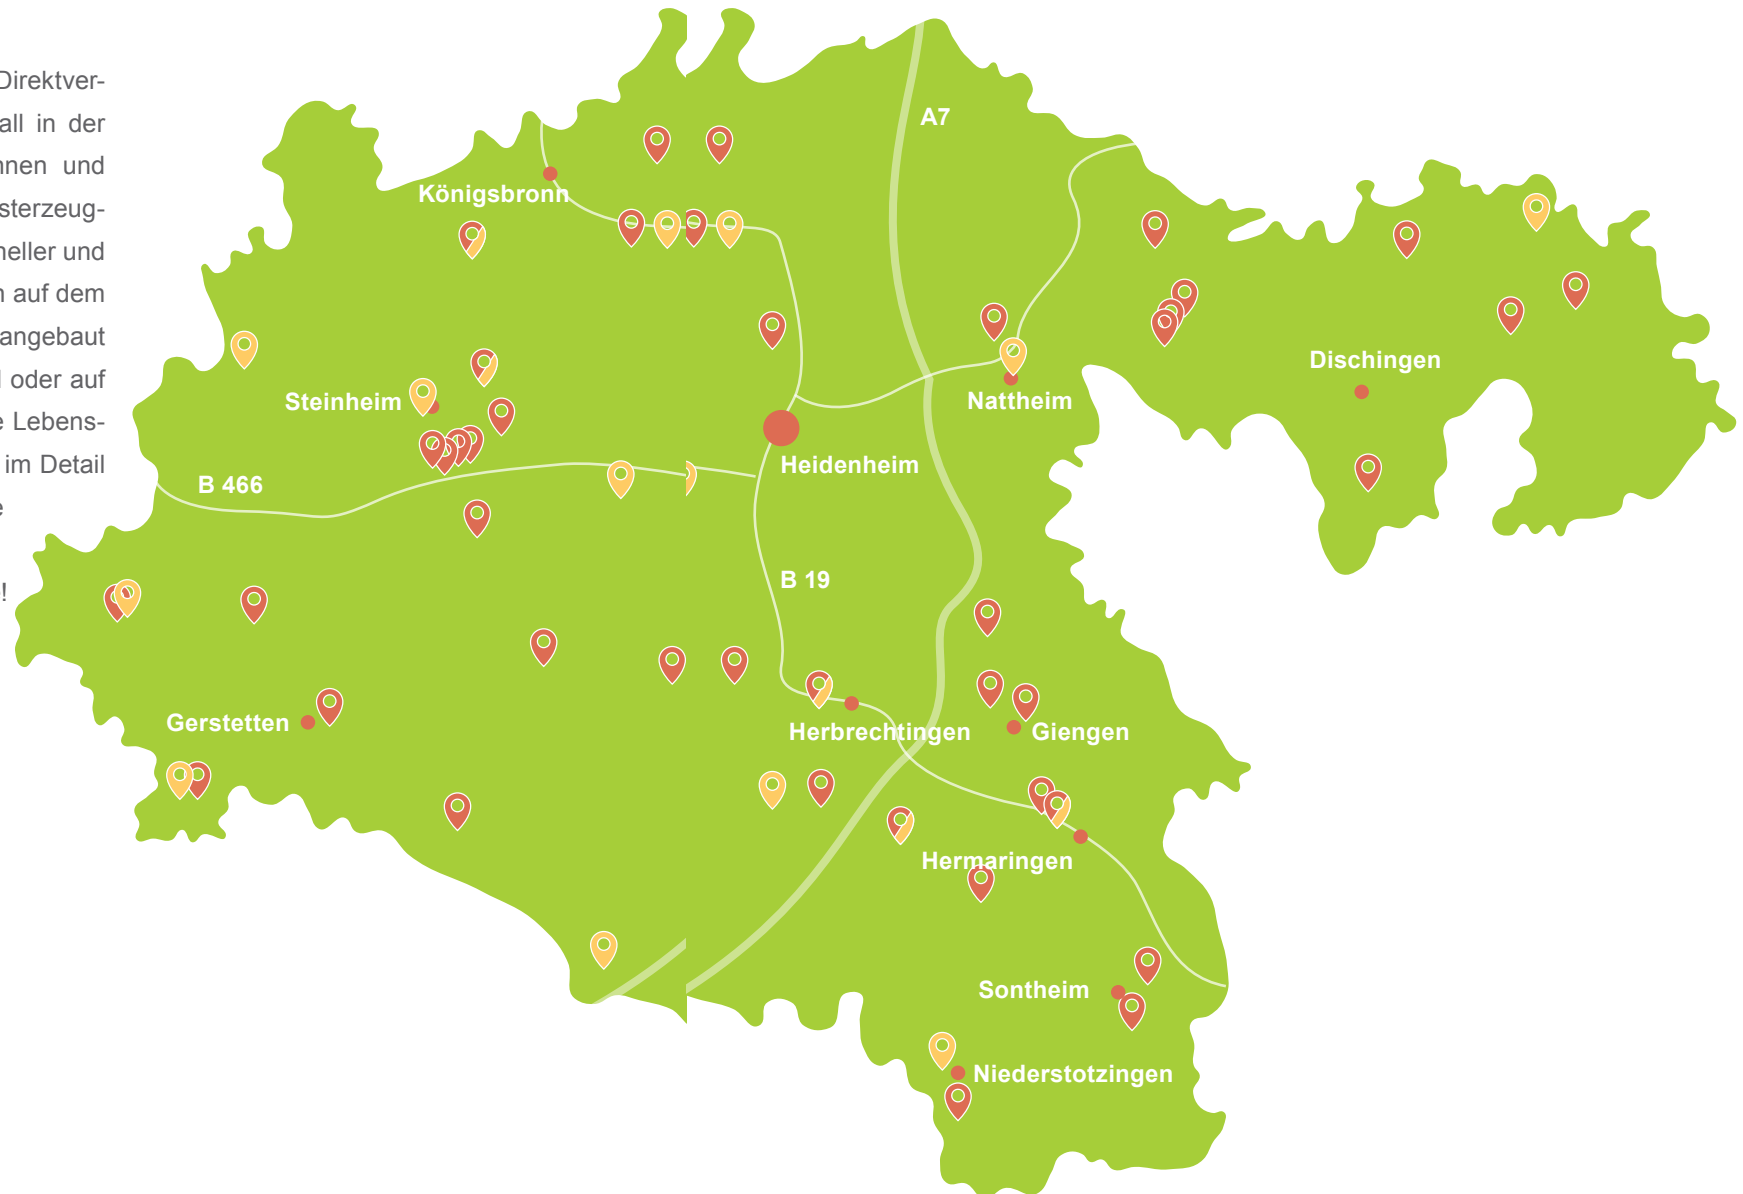 Direktver-
all in der
nnen und
sterzeug-
neller und
n auf dem
angebaut
l oder auf
e Lebens-
im Detail
e
!
A7
Königsbronn
Steinheim
B 466
Heidenheim
Nattheim
Dischingen
B 19
Gerstetten
Herbrechtingen
Giengen
Hermaringen
Sontheim
Niederstotzingen